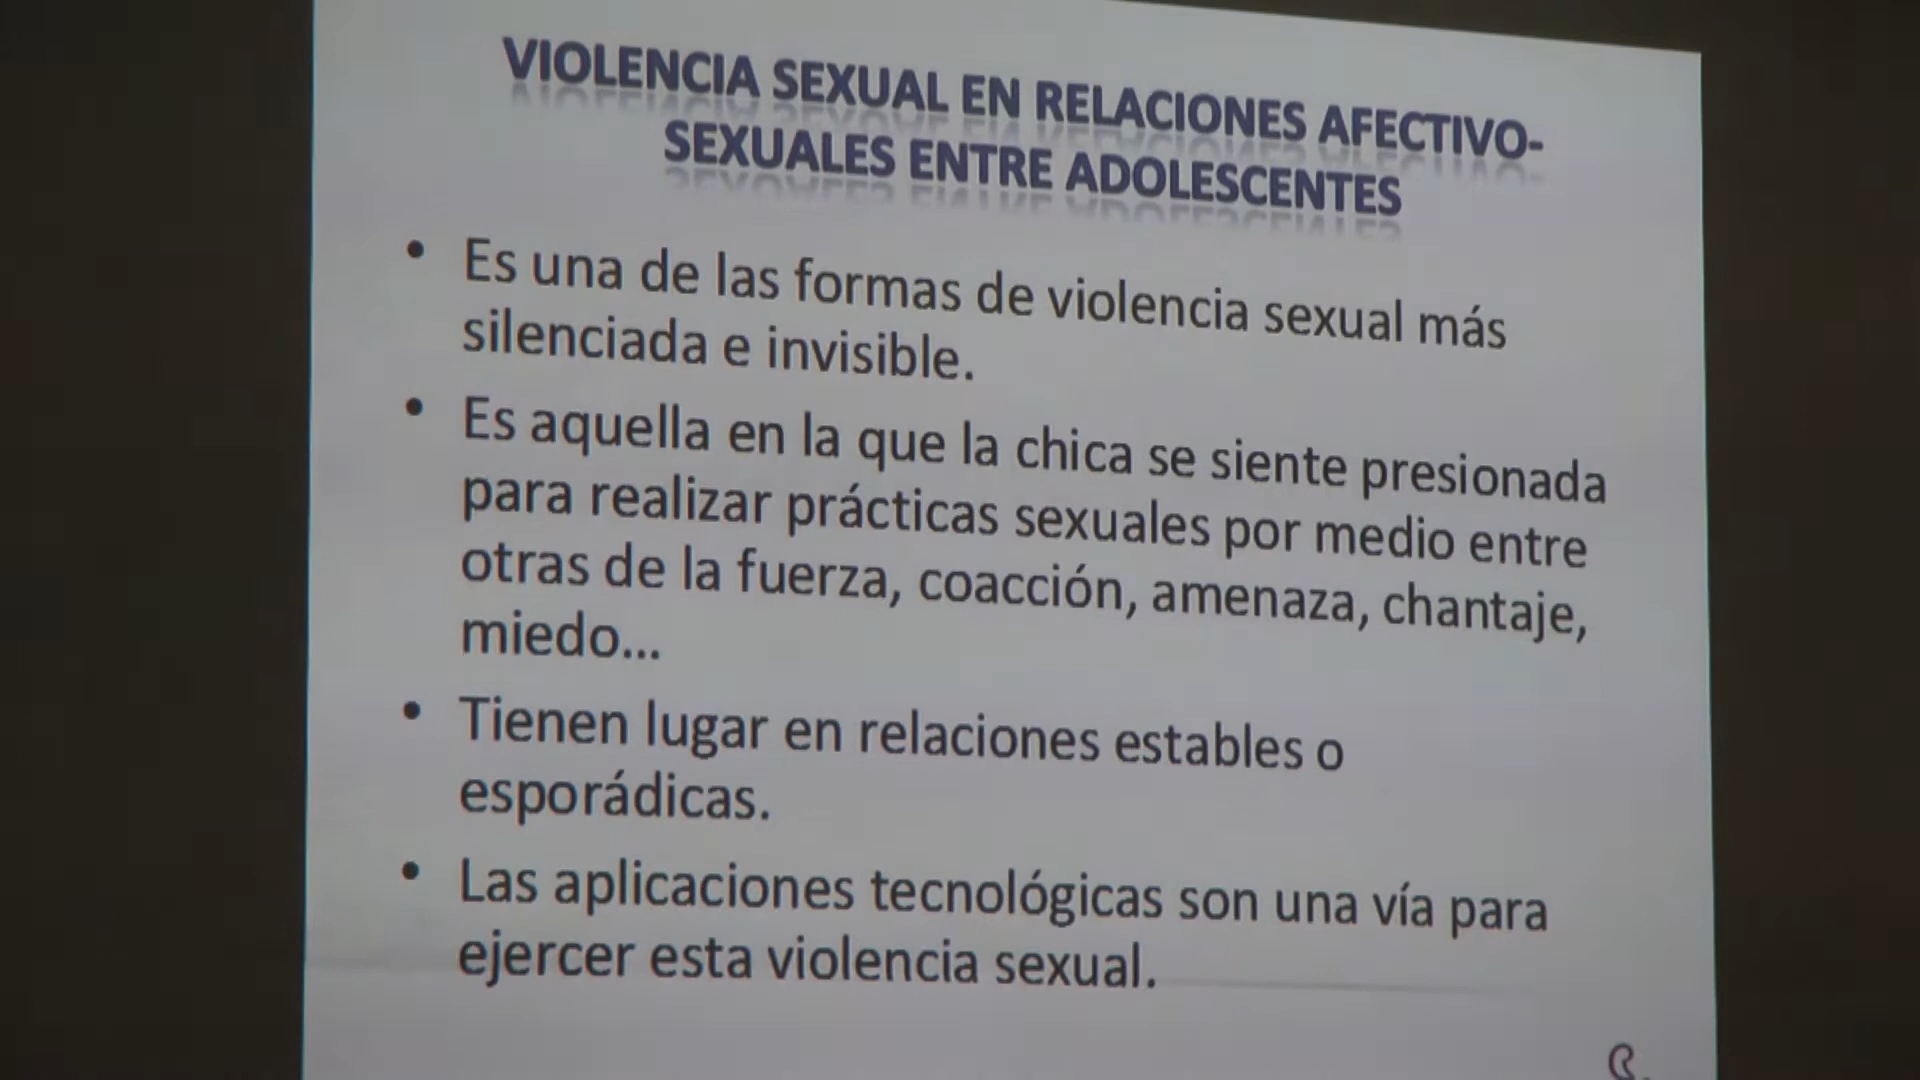 VIOLENCIA SEXUAL EN RELACIONES AFECTIVO-
SEXUALES ENTRE ADOLESCENTES
• Es una de las formas de violencia sexual más
silenciada e invisible.
• Es aquella en la que la chica se siente presionada
para realizar prácticas sexuales por medio entre
otras de la fuerza, coacción, amenaza, chantaje,
miedo...
• Tienen lugar en relaciones estables o
esporádicas.
• Las aplicaciones tecnológicas son una vía para
ejercer esta violencia sexual.